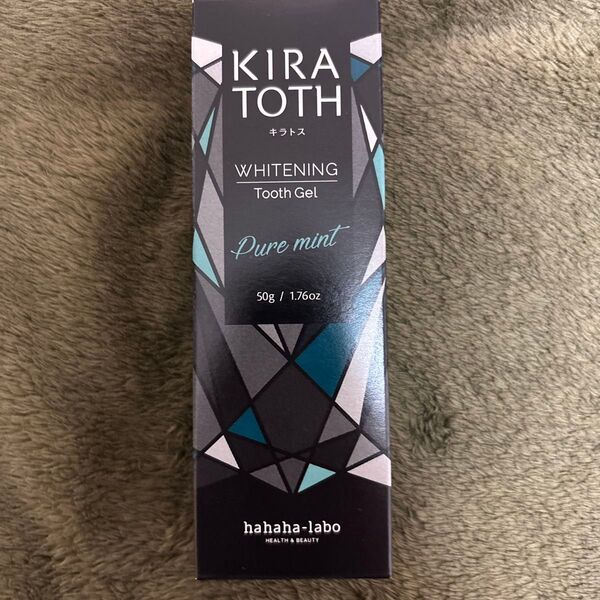 KIRA
TOTH
キラトス
WHITENING
Tooth Gel
Pure mint
50g / 1.76oz
hahaha-labo
HEALTH & BEAUTY